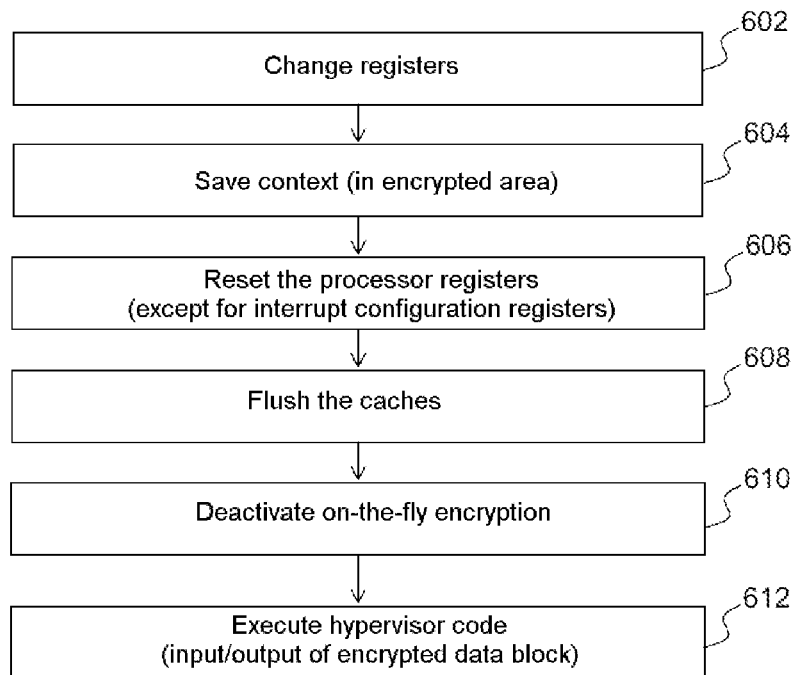 602
Change registers
604
Save context (in encrypted area)
606
Reset the processor registers
(except for interrupt configuration registers)
608
Flush the caches
610
Deactivate on-the-fly encryption
612
Execute hypervisor code
(input/output of encrypted data block)